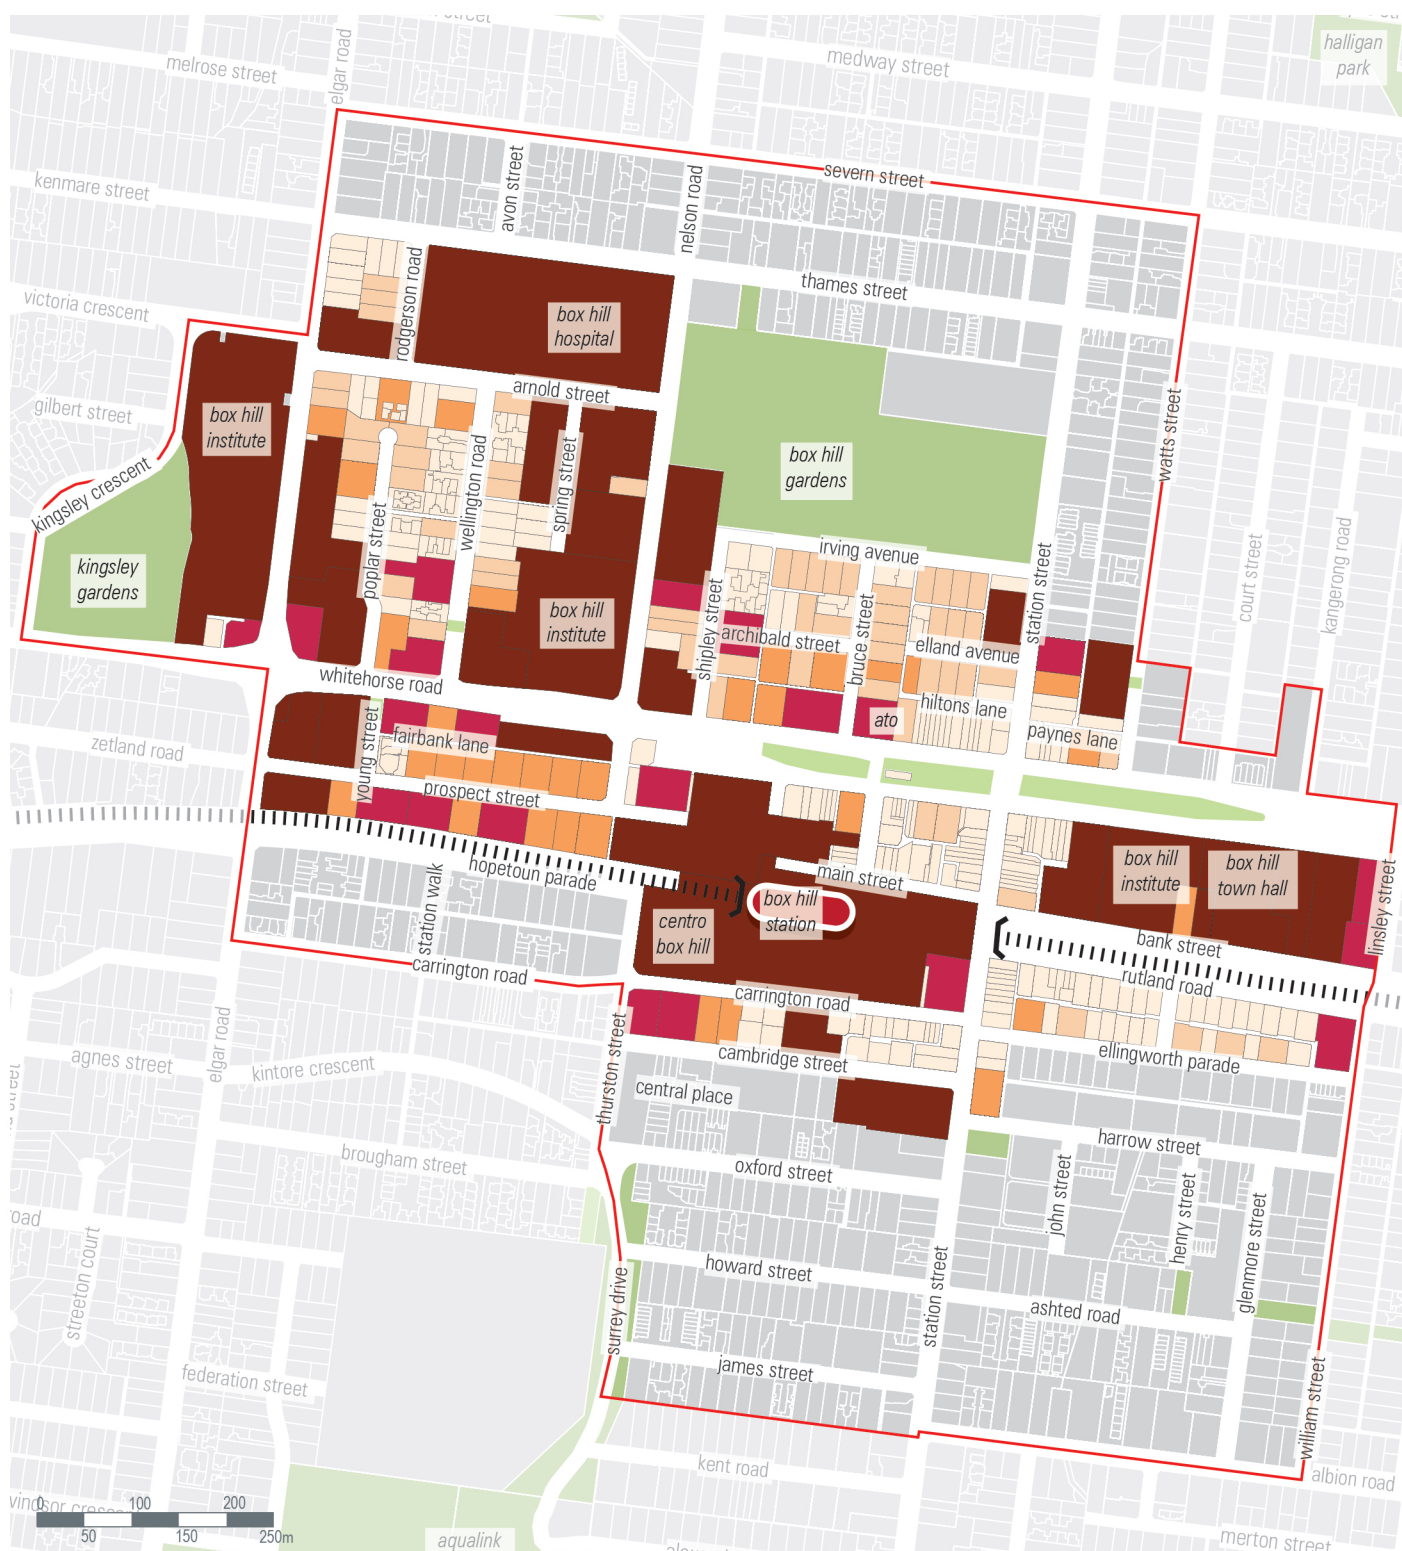 melrose street
elgar road
street
medway street
halligan
park
kenmare street
avon street
nelson road
severn street
victoria crescent
rodgerson road
box hill
hospital
thames street
gilbert street
box hill
institute
arnold street
watts street
kingsley crescent
wellington road
spring street
box hill
gardens
kingsley
gardens
poplar street
irving avenue
station street
court street
kangerong road
box hill
institute
shipley street
archibald street
bruce street
elland avenue
whitehorse road
ato
hiltons lane
paynes lane
zetland road
young street
fairbank lane
prospect street
hopetoun parade
main street
box hill
institute
box hill
town hall
linsley street
station walk
centro
box hill
box hill
station
bank street
rutland road
carrington road
carrington road
elgar road
thurston street
cambridge street
ellingworth parade
agnes street
kintore crescent
central place
street
harrow street
brougham street
oxford street
john street
henry street
glenmore street
road
streeton court
surrey drive
howard street
station street
ashted road
james street
federation street
william street
kent road
albion road
0
100
200
50
150
250m
aqualink
merton street